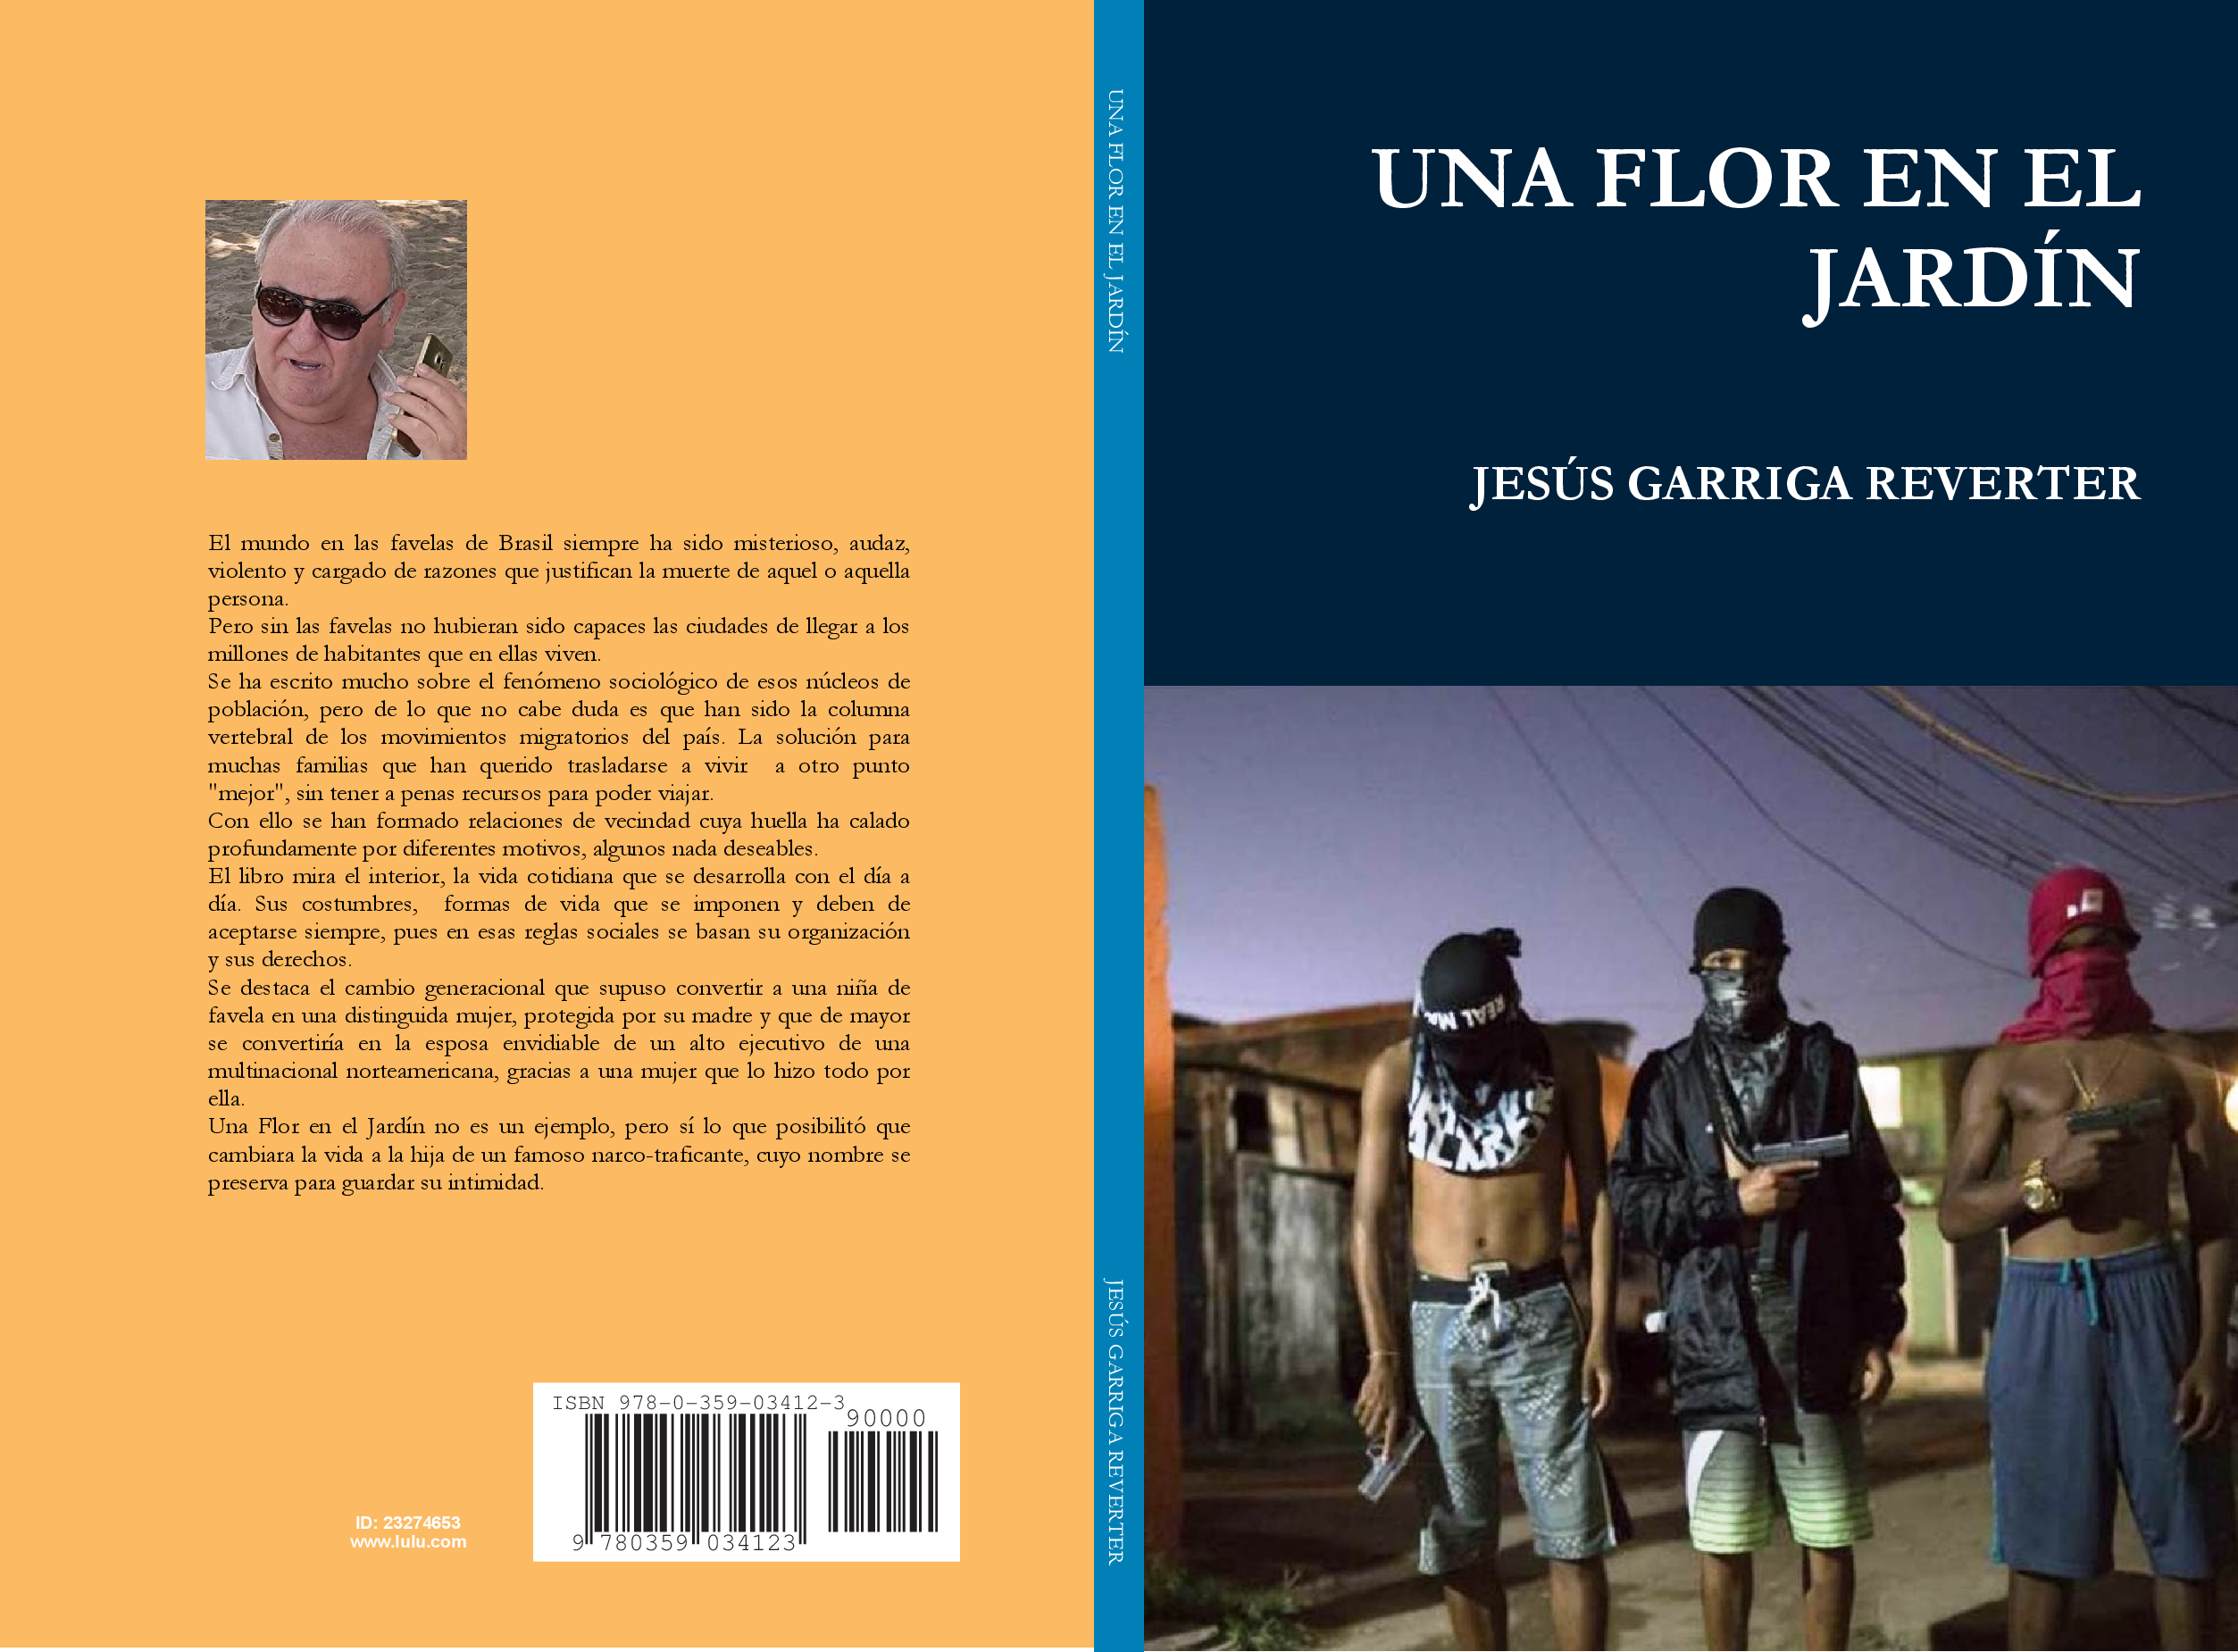 El mundo en las favelas de Brasil siempre ha sido misterioso, audaz,
violento y cargado de razones que justifican la muerte de aquel o aquella
persona.
Pero sin las favelas no hubieran sido capaces las ciudades de llegar a los
millones de habitantes que en ellas viven.
Se ha escrito mucho sobre el fenómeno sociológico de esos núcleos de
población, pero de lo que no cabe duda es que han sido la columna
vertebral de los movimientos migratorios del país. La solución para
muchas familias que han querido trasladarse a vivir a otro punto
"mejor", sin tener a penas recursos para poder viajar.
Con ello se han formado relaciones de vecindad cuya huella ha calado
profundamente por diferentes motivos, algunos nada deseables.
El libro mira el interior, la vida cotidiana que se desarrolla con el día a
día. Sus costumbres, formas de vida que se imponen y deben de
aceptarse siempre, pues en esas reglas sociales se basan su organización
y sus derechos.
Se destaca el cambio generacional que supuso convertir a una niña de
favela en una distinguida mujer, protegida por su madre y que de mayor
se convertiría en la esposa envidiable de un alto ejecutivo de una
multinacional norteamericana, gracias a una mujer que lo hizo todo por
ella.
Una Flor en el Jardín no es un ejemplo, pero sí lo que posibilitó que
cambiara la vida a la hija de un famoso narco-traficante, cuyo nombre se
preserva para guardar su intimidad.
ID: 23274653
www.lulu.com
ISBN 978-0-359-03412-3
90000
9 780359 034123
UNA FLOR EN EL JARDÍN
JESÚS GARRIGA REVERTER
UNA FLOR EN EL
JARDÍN
JESÚS GARRIGA REVERTER
REAL